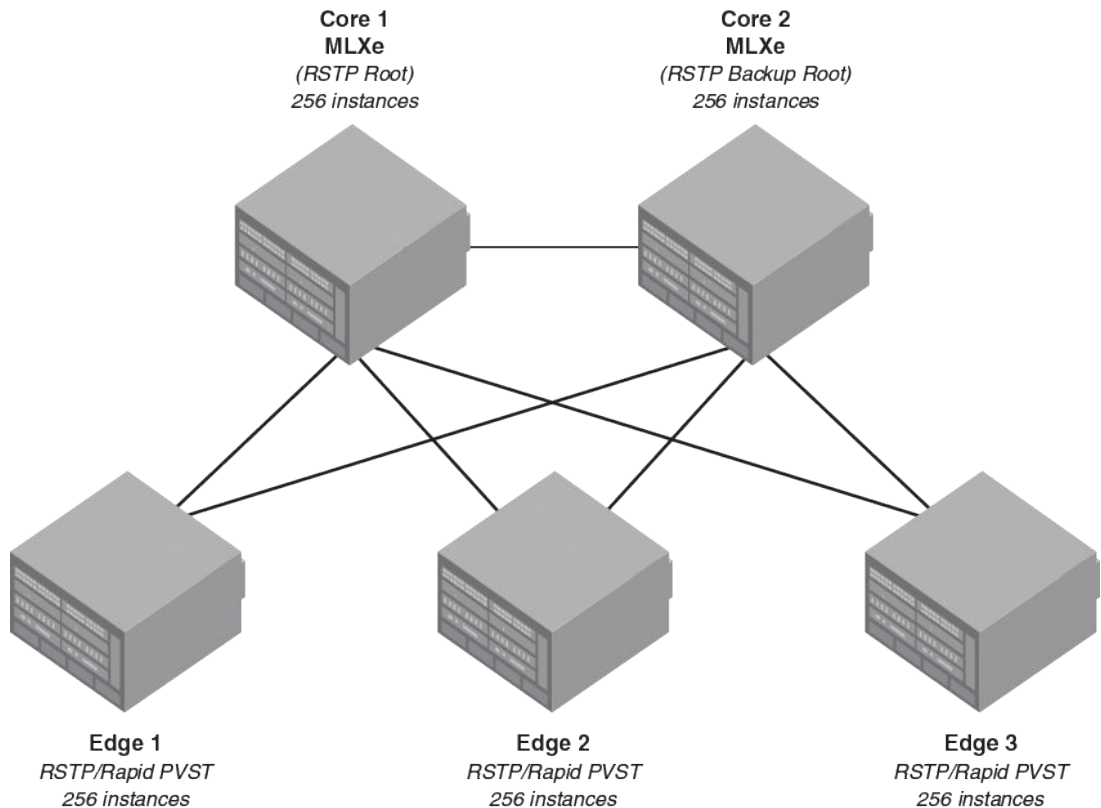 Core 1
MLXe
(RSTP Root)
256 instances
Core 2
MLXe
(RSTP Backup Root)
256 instances
Edge 1
RSTP/Rapid PVST
256 instances
Edge 2
RSTP/Rapid PVST
256 instances
Edge 3
RSTP/Rapid PVST
256 instances